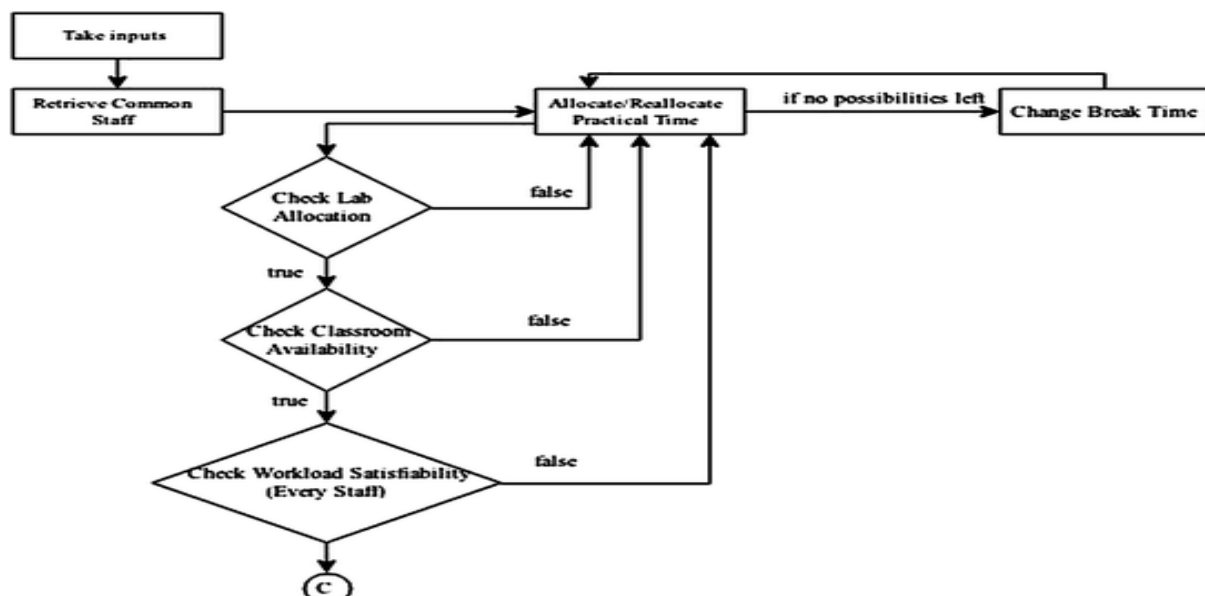 Take inputs
Retrieve Common
Staff
Allocate/Reallocate
Practical Time
if no possibilities left
Change Break Time
Check Lab
Allocation
false
true
Check Classroom
Availability
false
true
Check Workload Satisfiability
(Every Staff)
false
C